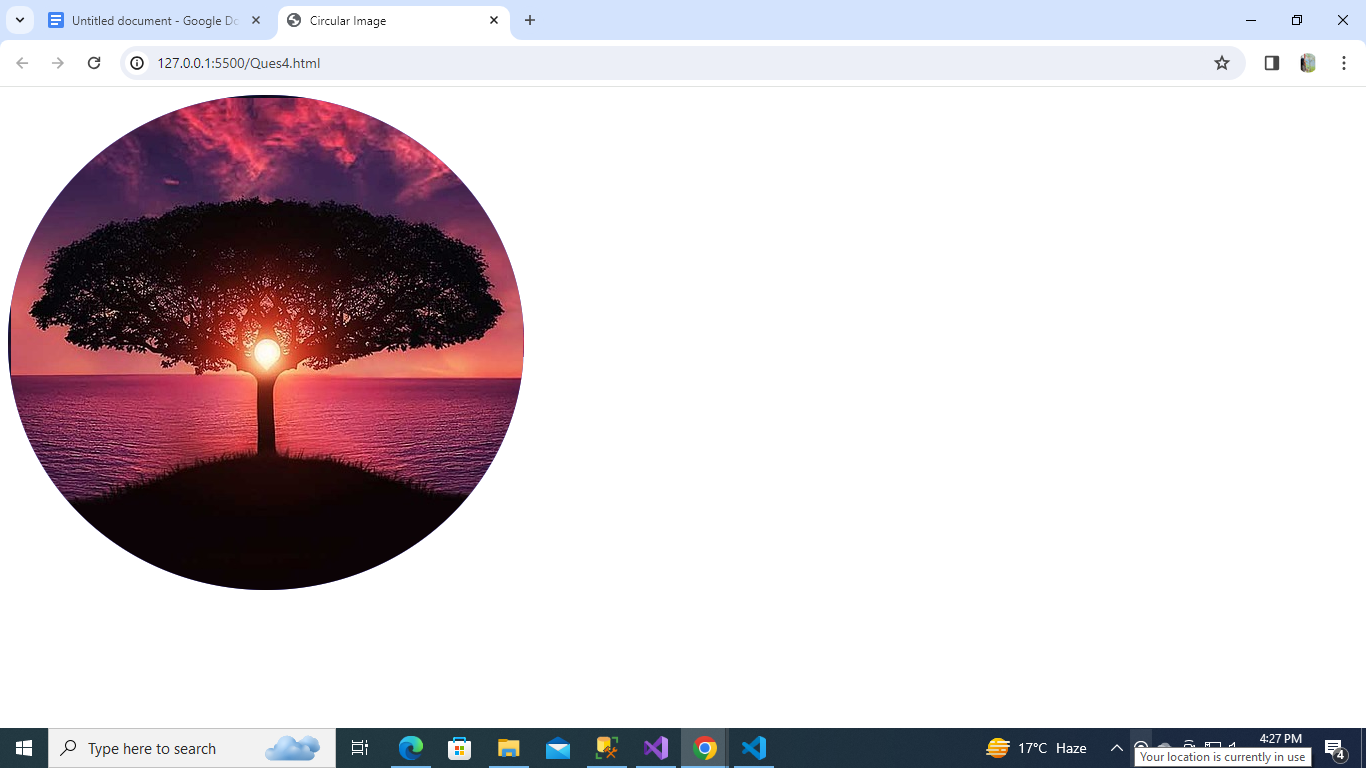 Untitled document - Google Do
Circular Image
127.0.0.1:5500/Ques4.html
Type here to search
17°C Haze
4:27 PM
Your location is currently in use
4